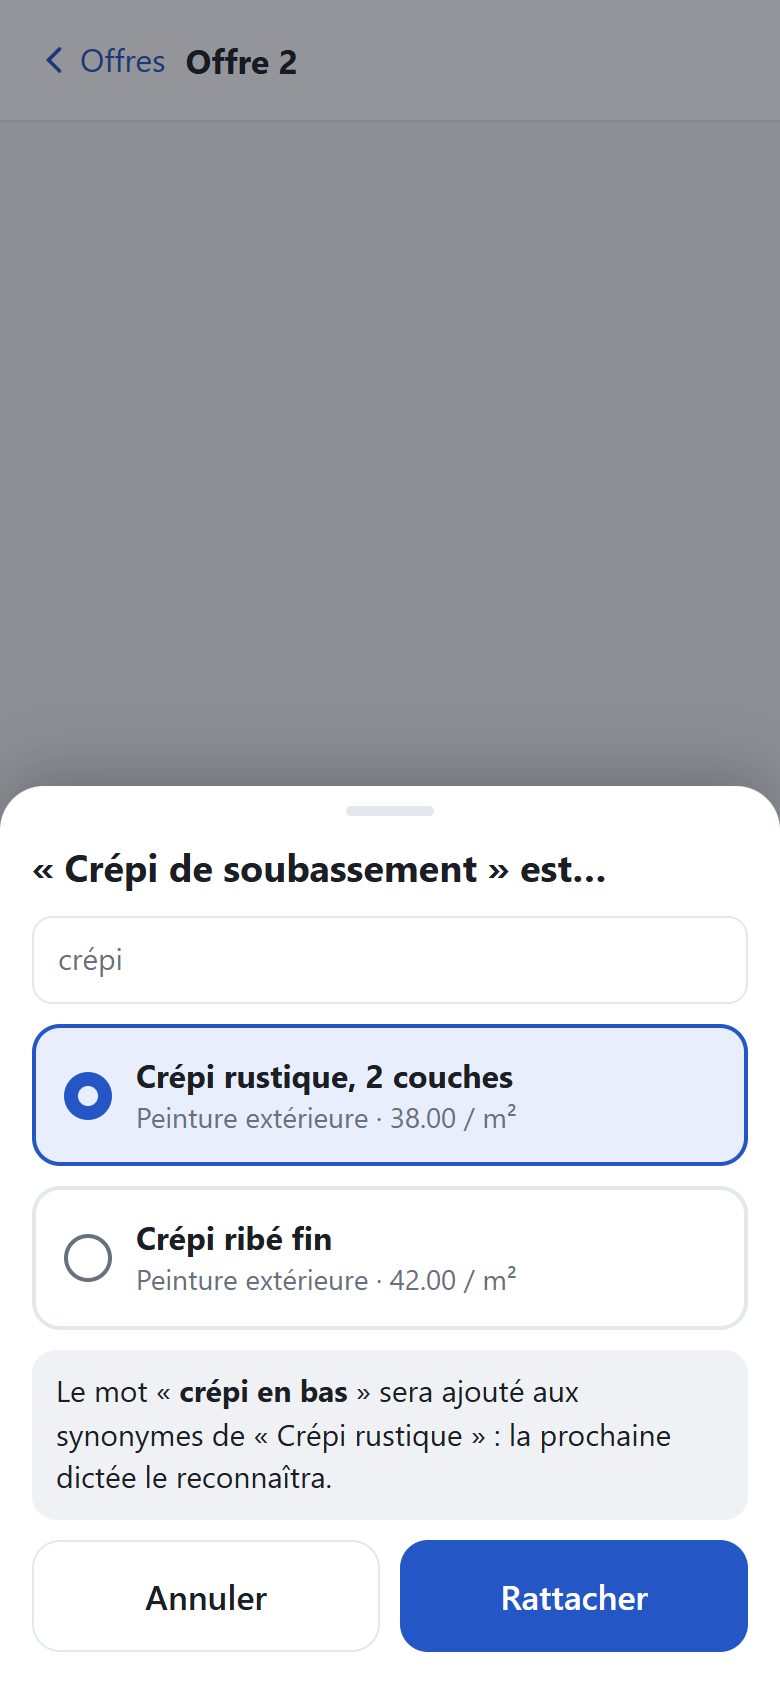 Offres Offre 2
« Crépi de soubassement » est…
crépi
Crépi rustique, 2 couches
Peinture extérieure · 38.00 / m²
Crépi ribé fin
Peinture extérieure · 42.00 / m²
Le mot « crépi en bas » sera ajouté aux
synonymes de « Crépi rustique » : la prochaine
dictée le reconnaîtra.
Annuler Rattacher